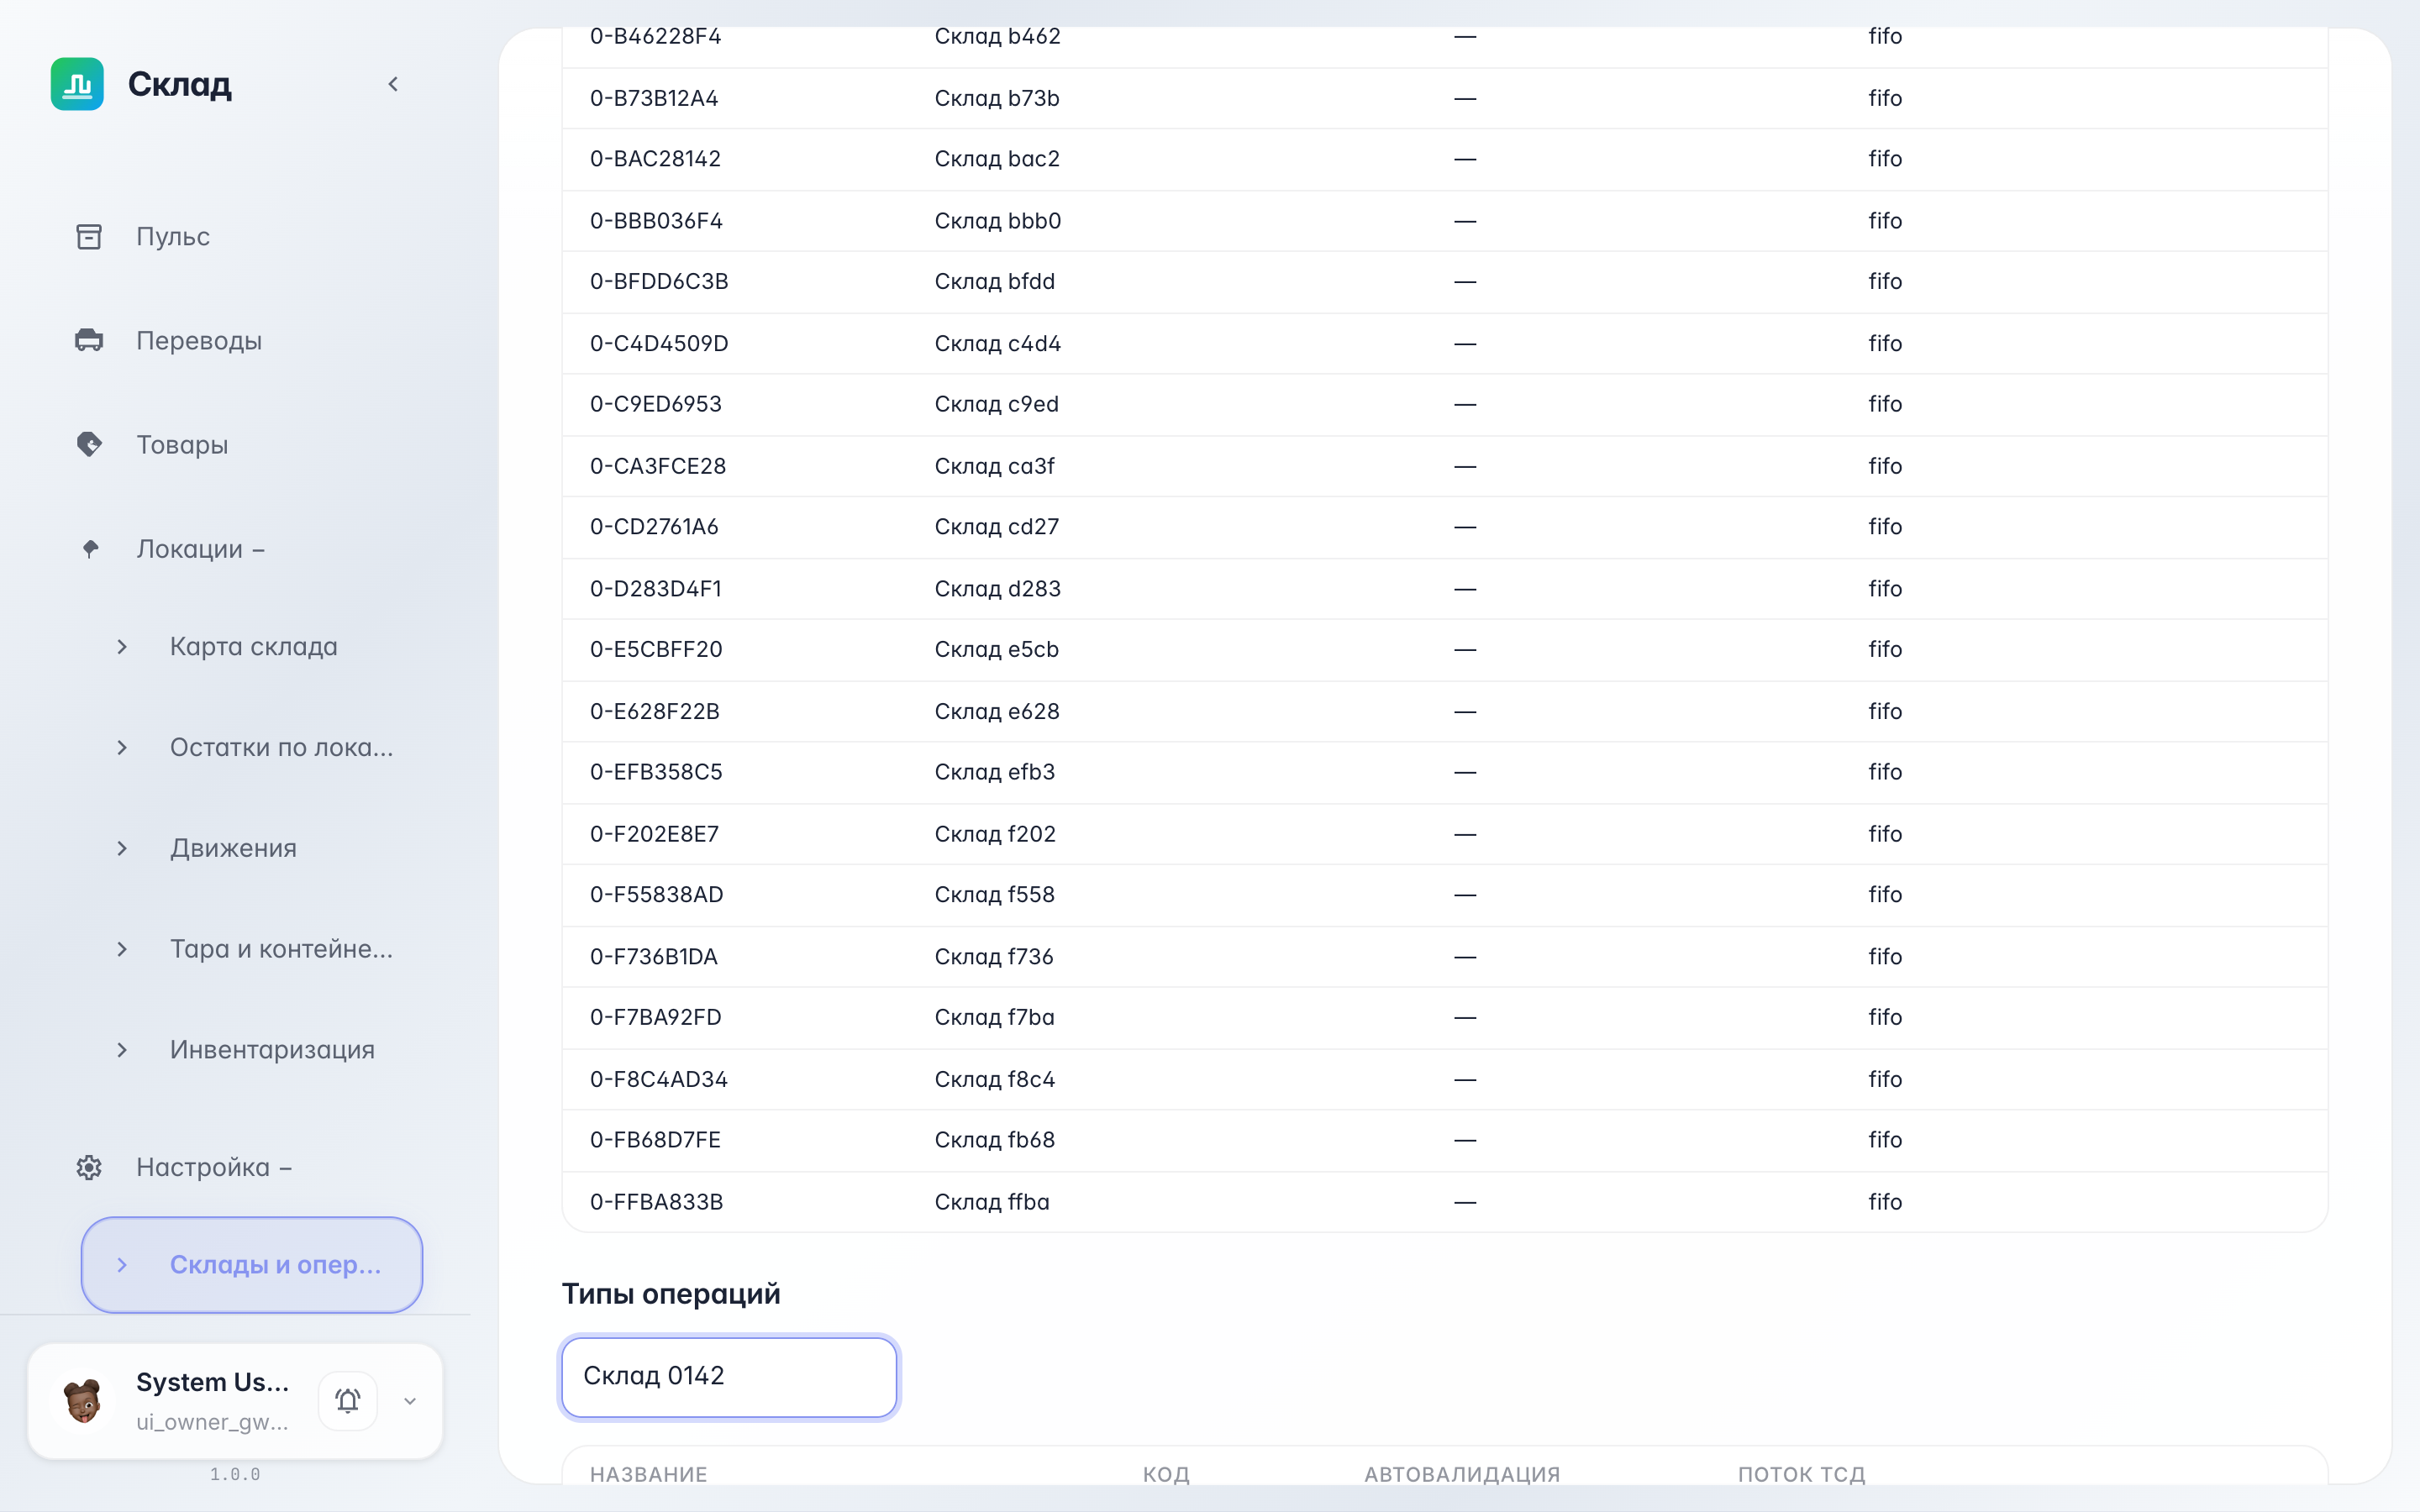 Склад
Пульс
Переводы
Товары
Локации –
Карта склада
Остатки по лока...
Движения
Тара и контейне...
Инвентаризация
Настройка –
Склады и опер...
System Us...
ui_owner_gw...
1.0.0
0-B46228F4 Склад b462 — fifo
0-B73B12A4 Склад b73b — fifo
0-BAC28142 Склад bac2 — fifo
0-BBB036F4 Склад bbb0 — fifo
0-BFDD6C3B Склад bfdd — fifo
0-C4D4509D Склад c4d4 — fifo
0-C9ED6953 Склад c9ed — fifo
0-CA3FCE28 Склад ca3f — fifo
0-CD2761A6 Склад cd27 — fifo
0-D283D4F1 Склад d283 — fifo
0-E5CBFF20 Склад e5cb — fifo
0-E628F22B Склад e628 — fifo
0-EFB358C5 Склад efb3 — fifo
0-F202E8E7 Склад f202 — fifo
0-F55838AD Склад f558 — fifo
0-F736B1DA Склад f736 — fifo
0-F7BA92FD Склад f7ba — fifo
0-F8C4AD34 Склад f8c4 — fifo
0-FB68D7FE Склад fb68 — fifo
0-FFBA833B Склад ffba — fifo
Типы операций
Склад 0142
НАЗВАНИЕ КОД АВТОВАЛИДАЦИЯ ПОТОК ТСД